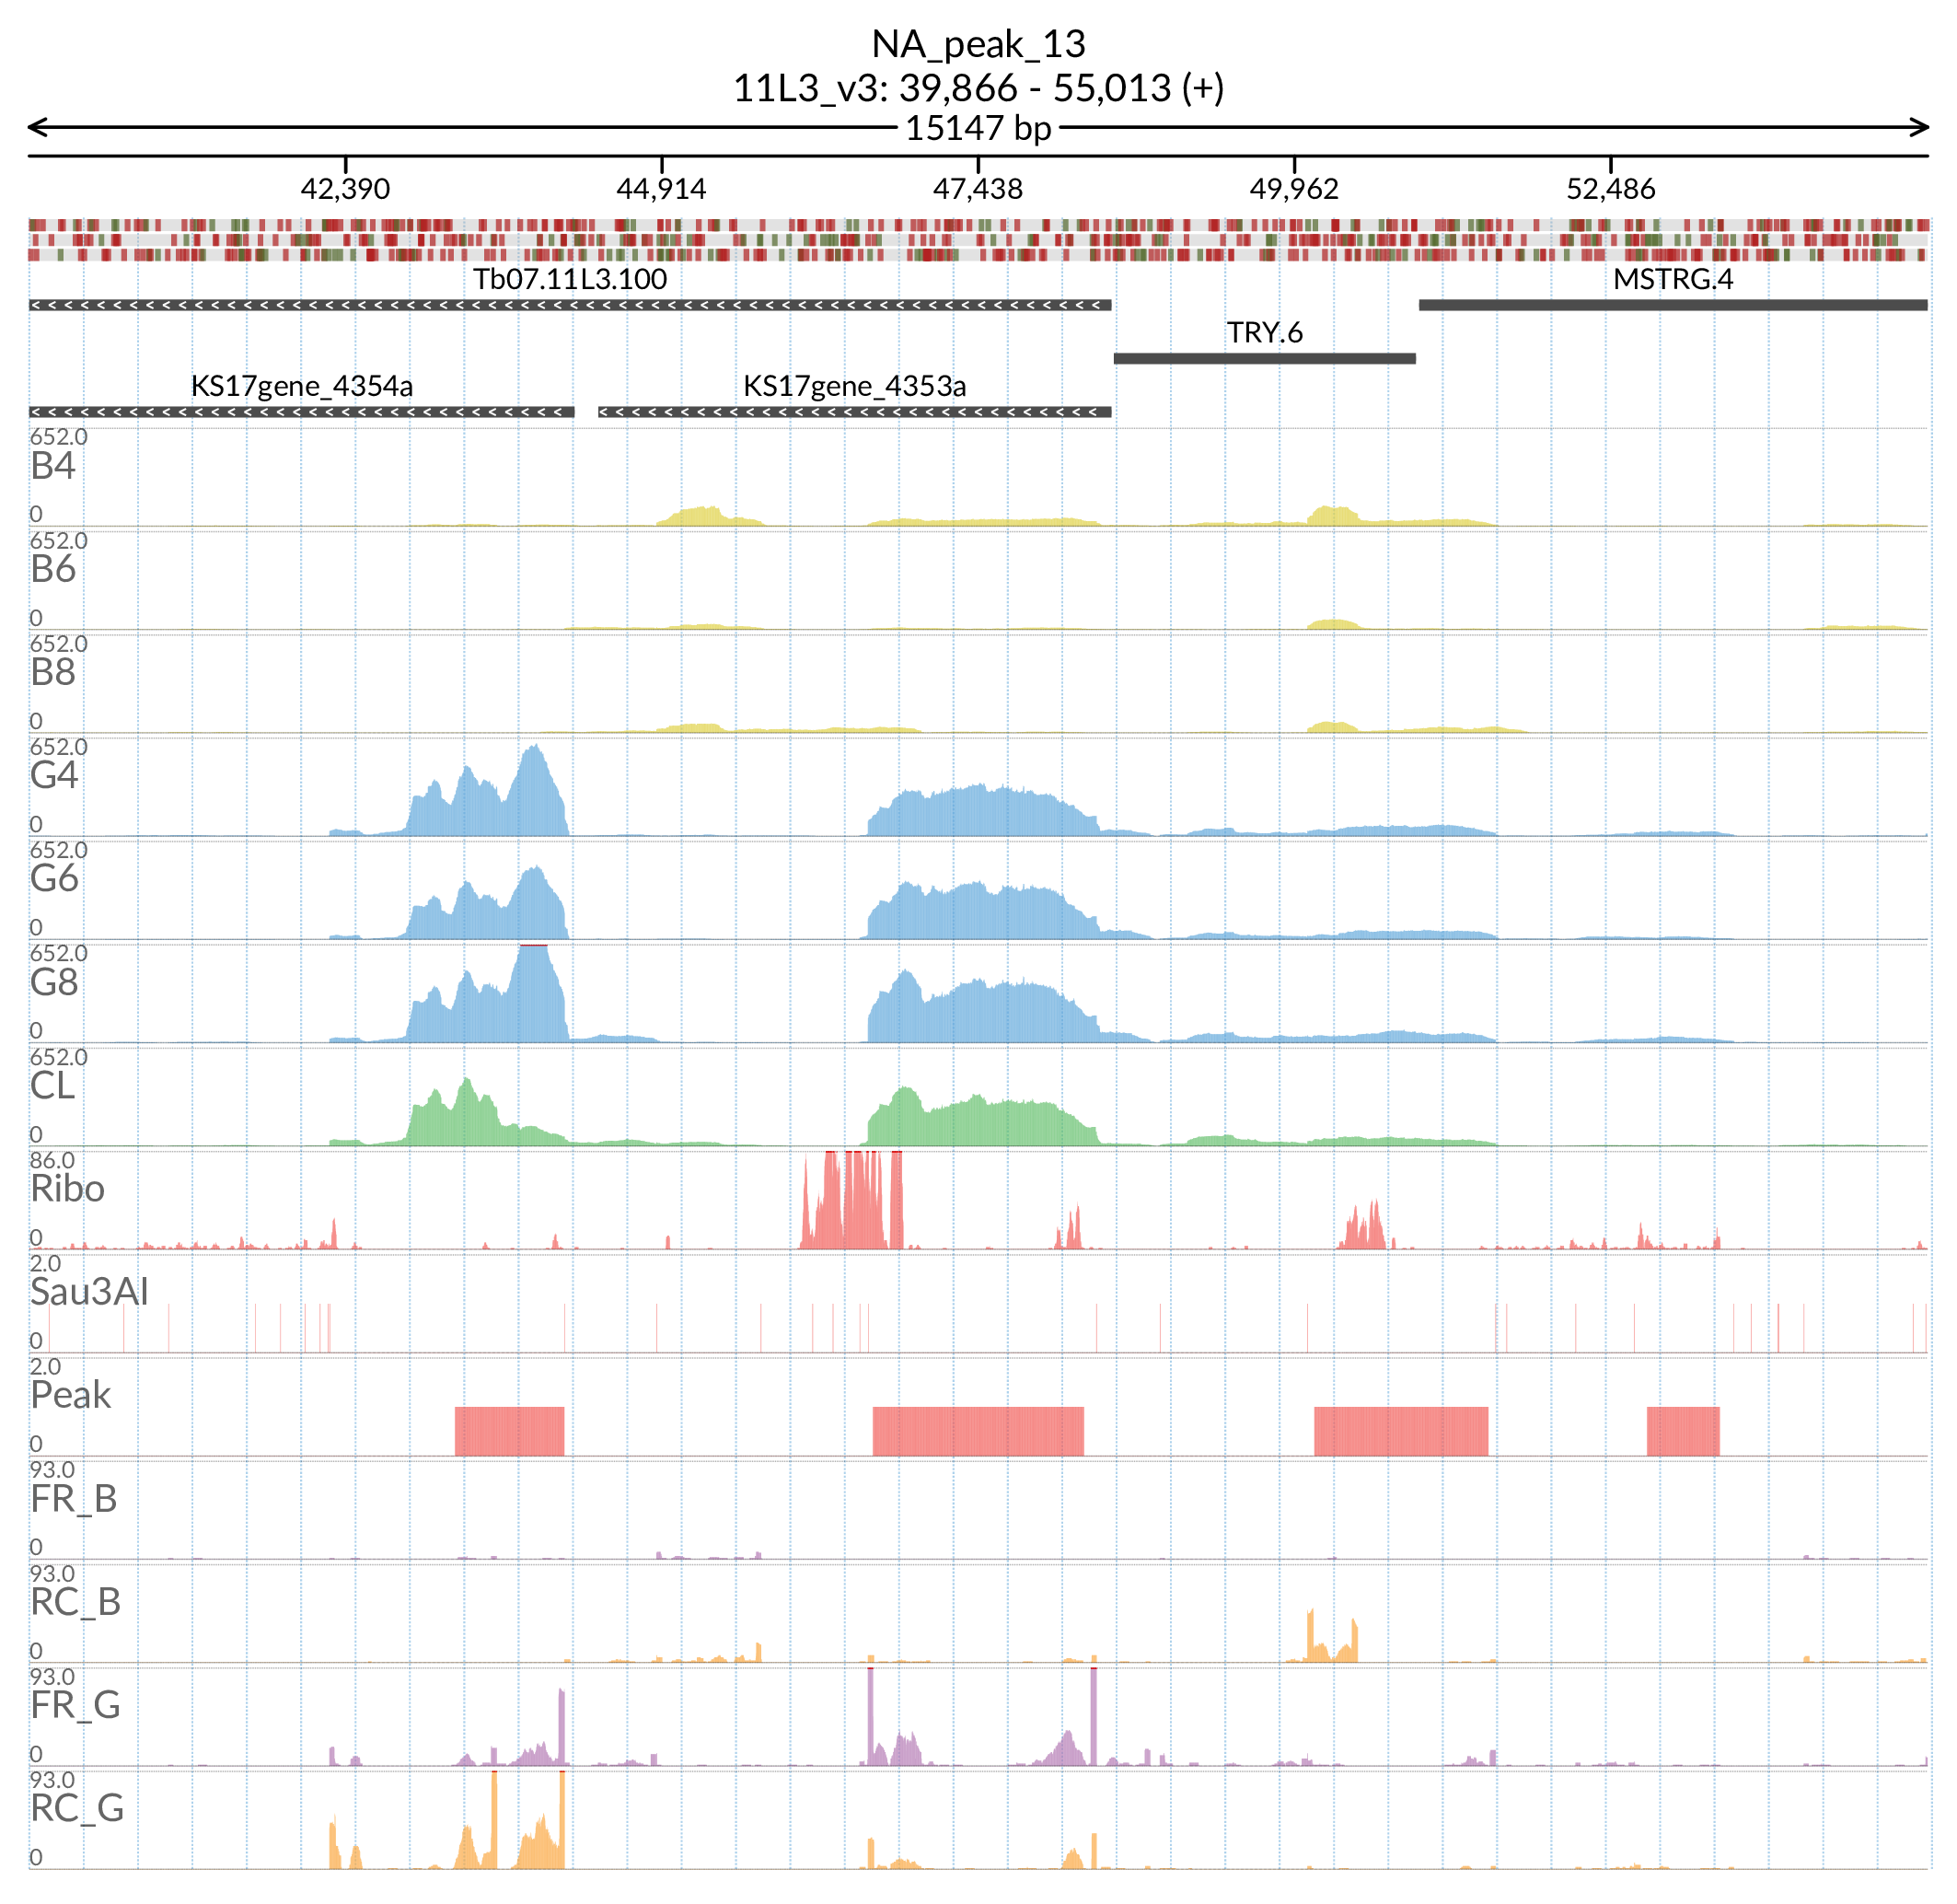 NA_peak_13
11L3_v3: 39,866 - 55,013 (+)
15147 bp
42,390 44,914 47,438 49,962 52,486
Tb07.11L3.100 MSTRG.4
TRY.6
KS17gene_4354a KS17gene_4353a
652.0
B4
0
652.0
B6
0
652.0
B8
0
652.0
G4
0
652.0
G6
0
652.0
G8
0
652.0
CL
0
86.0
Ribo
0
2.0
Sau3AI
0
2.0
Peak
0
93.0
FR_B
0
93.0
RC_B
0
93.0
FR_G
0
93.0
RC_G
0